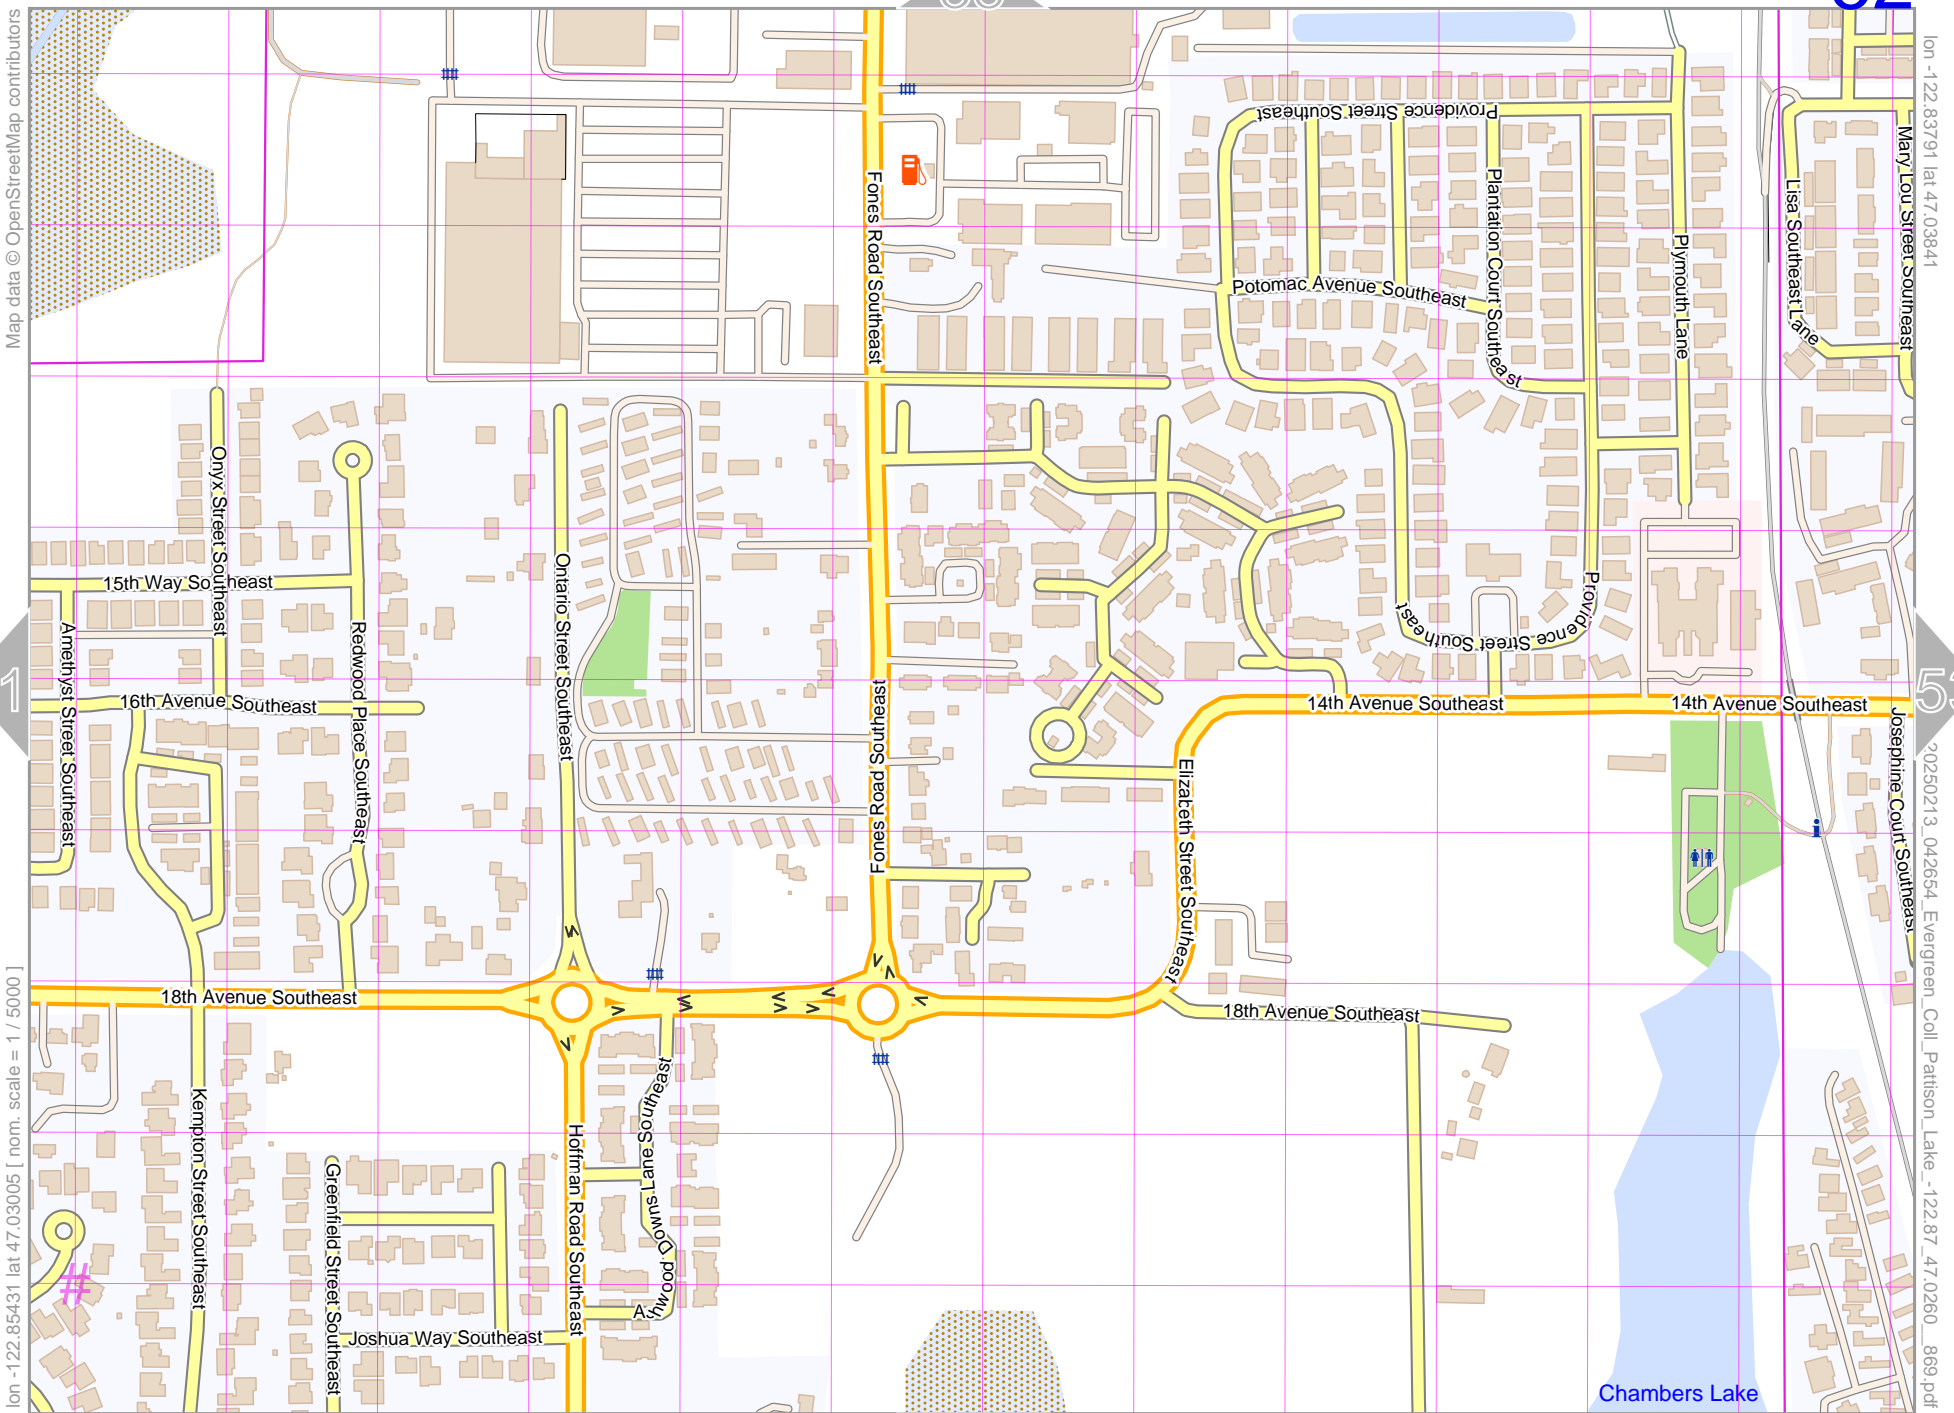 Map data © OpenStreetMap contributors
lon -122.83791 lat 47.03841
Providence Street Southeast
Fones Road Southeast
Plantation Court Southeast
Plymouth Lane
Lisa Southeast Lane
Mary Lou Street Southeast
Potomac Avenue Southeast
Onyx Street Southeast
Ontario Street Southeast
15th Way Southeast
Amethyst Street Southeast
Redwood Place Southeast
Providence Street Southeast
16th Avenue Southeast
Fones Road Southeast
14th Avenue Southeast
14th Avenue Southeast
Josephine Court Southeast
Elizabeth Street Southeast
18th Avenue Southeast
18th Avenue Southeast
Kempton Street Southeast
Hoffman Road Southeast
Greenfield Street Southeast
Joshua Way Southeast
Chambers Lake
lon -122.85431 lat 47.03005 [ nom. scale = 1 / 5000 ]
20250213_042654_Evergreen_Coll_Pattison_Lake_-122.87_47.0260__869.pdf